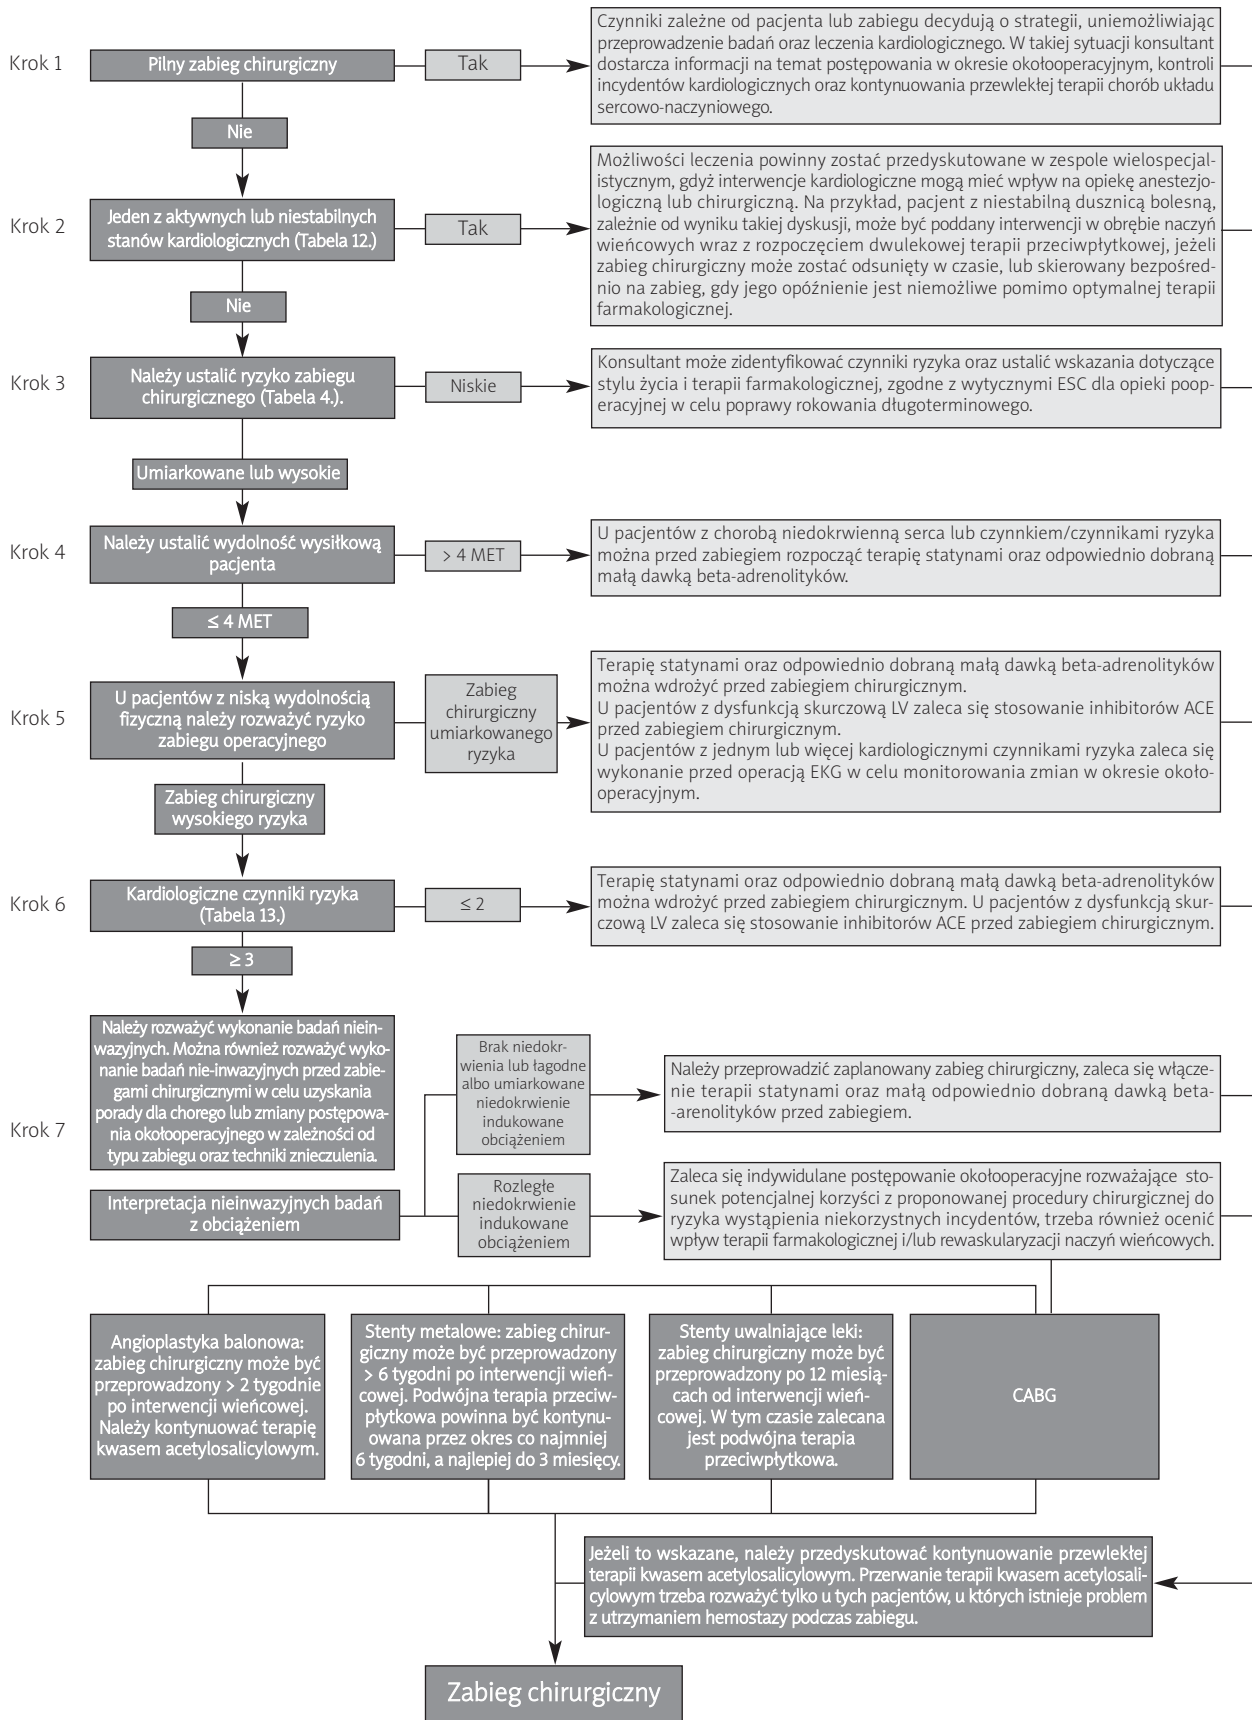 Krok 1
Pilny zabieg chirurgiczny
Tak
Czynniki zależne od pacjenta lub zabiegu decydują o strategii, uniemożliwiając
przeprowadzenie badań oraz leczenia kardiologicznego. W takiej sytuacji konsultant
dostarcza informacji na temat postępowania w okresie okołooperacyjnym, kontroli
incydentów kardiologicznych oraz kontynuowania przewlekłej terapii chorób układu
sercowo-naczyniowego.
Nie
Krok 2
Jeden z aktywnych lub niestabilnych
stanów kardiologicznych (Tabela 12.)
Tak
Możliwości leczenia powinny zostać przedyskutowane w zespole wielospecjal-
istycznym, gdyż interwencje kardiologiczne mogą mieć wpływ na opiekę anestezjo-
logiczną lub chirurgiczną. Na przykład, pacjent z niestabilną dusznicą bolesną,
zależnie od wyniku takiej dyskusji, może być poddany interwencji w obrębie naczyń
wieńcowych wraz z rozpoczęciem dwulekowej terapii przeciwpłytkowej, jeżeli
zabieg chirurgiczny może zostać odsunięty w czasie, lub skierowany bezpośred-
nio na zabieg, gdy jego opóźnienie jest niemożliwe pomimo optymalnej terapii
farmakologicznej.
Nie
Krok 3
Należy ustalić ryzyko zabiegu
chirurgicznego (Tabela 4.).
Niskie
Konsultant może zidentyfikować czynniki ryzyka oraz ustalić wskazania dotyczące
stylu życia i terapii farmakologicznej, zgodne z wytycznymi ESC dla opieki poop-
eracyjnej w celu poprawy rokowania długoterminowego.
Umiarkowane lub wysokie
Krok 4
Należy ustalić wydolność wysiłkową
pacjenta
> 4 MET
U pacjentów z chorobą niedokrwienną serca lub czynnkiem/czynnikami ryzyka
można przed zabiegiem rozpocząć terapię statynami oraz odpowiednio dobraną
małą dawką beta-adrenolityków.
≤ 4 MET
Krok 5
U pacjentów z niską wydolnością
fizyczną należy rozważyć ryzyko
zabiegu operacyjnego
Zabieg
chirurgiczny
umiarkowanego
ryzyka
Terapię statynami oraz odpowiednio dobraną małą dawką beta-adrenolityków
można wdrożyć przed zabiegiem chirurgicznym.
U pacjentów z dysfunkcją skurczową LV zaleca się stosowanie inhibitorów ACE
przed zabiegiem chirurgicznym.
U pacjentów z jednym lub więcej kardiologicznymi czynnikami ryzyka zaleca się
wykonanie przed operacją EKG w celu monitorowania zmian w okresie około-
operacyjnym.
Zabieg chirurgiczny
wysokiego ryzyka
Krok 6
Kardiologiczne czynniki ryzyka
(Tabela 13.)
≤ 2
Terapię statynami oraz odpowiednio dobraną małą dawką beta-adrenolityków
można wdrożyć przed zabiegiem chirurgicznym. U pacjentów z dysfunkcją skur-
czową LV zaleca się stosowanie inhibitorów ACE przed zabiegiem chirurgicznym.
≥ 3
Krok 7
Należy rozważyć wykonanie badań niein-
wazyjnych. Można również rozważyć wyko-
nanie badań nie-inwazyjnych przed zabie-
gami chirurgicznymi w celu uzyskania
porady dla chorego lub zmiany postępowa-
nia okołooperacyjnego w zależności od
typu zabiegu oraz techniki znieczulenia.
Brak niedokr-
wienia lub łagodne
albo umiarkowane
niedokrwienie
indukowane
obciążeniem
Należy przeprowadzić zaplanowany zabieg chirurgiczny, zaleca się włącze-
nie terapii statynami oraz małą odpowiednio dobraną dawką beta-
-arenolityków przed zabiegiem.
Interpretacja nieinwazyjnych badań
z obciążeniem
Rozległe
niedokrwienie
indukowane
obciążeniem
Zaleca się indywidulane postępowanie okołooperacyjne rozważające sto-
sunek potencjalnej korzyści z proponowanej procedury chirurgicznej do
ryzyka wystąpienia niekorzystnych incydentów, trzeba również ocenić
wpływ terapii farmakologicznej i/lub rewaskularyzacji naczyń wieńcowych.
Angioplastyka balonowa:
zabieg chirurgiczny może być
przeprowadzony > 2 tygodnie
po interwencji wieńcowej.
Należy kontynuować terapię
kwasem acetylosalicylowym.
Stenty metalowe: zabieg chirur-
giczny może być przeprowadzony
> 6 tygodni po interwencji wień-
cowej. Podwójna terapia przeciw-
płytkowa powinna być kontynu-
owana przez okres co najmniej
6 tygodni, a najlepiej do 3 miesięcy.
Stenty uwalniające leki:
zabieg chirurgiczny może być
przeprowadzony po 12 miesią-
cach od interwencji wień-
cowej. W tym czasie zalecana
jest podwójna terapia
przeciwpłytkowa.
CABG
Jeżeli to wskazane, należy przedyskutować kontynuowanie przewlekłej
terapii kwasem acetylosalicylowym. Przerwanie terapii kwasem acetylosali-
cylowym trzeba rozważyć tylko u tych pacjentów, u których istnieje problem
z utrzymaniem hemostazy podczas zabiegu.
Zabieg chirurgiczny